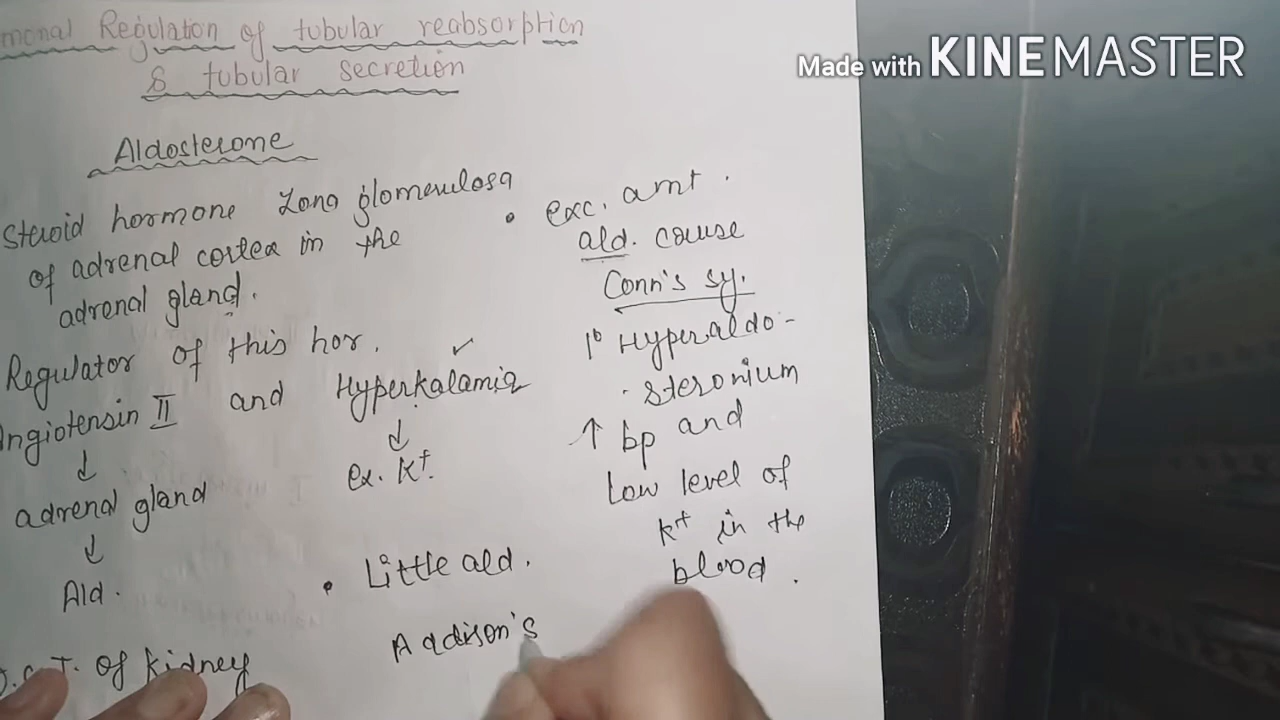 monal Regulation of tubular reabsorption
& tubular secretion
Made with KINEMASTER
Aldosterone
Steroid hormone Zona glomerulosa
of adrenal cortex in the
adrenal gland.
Regulator of this hor.
Angiotensin II and Hyperkalamia
↓
adrenal gland
↓
Ald.
↓
ex. K+.
of kidney
• Little ald.
Addison's
• exc. amt.
ald. couse
Conn's sy.
1° Hyperaldo-
steronium
↑ bp and
Low level of
K+ in the
blood.